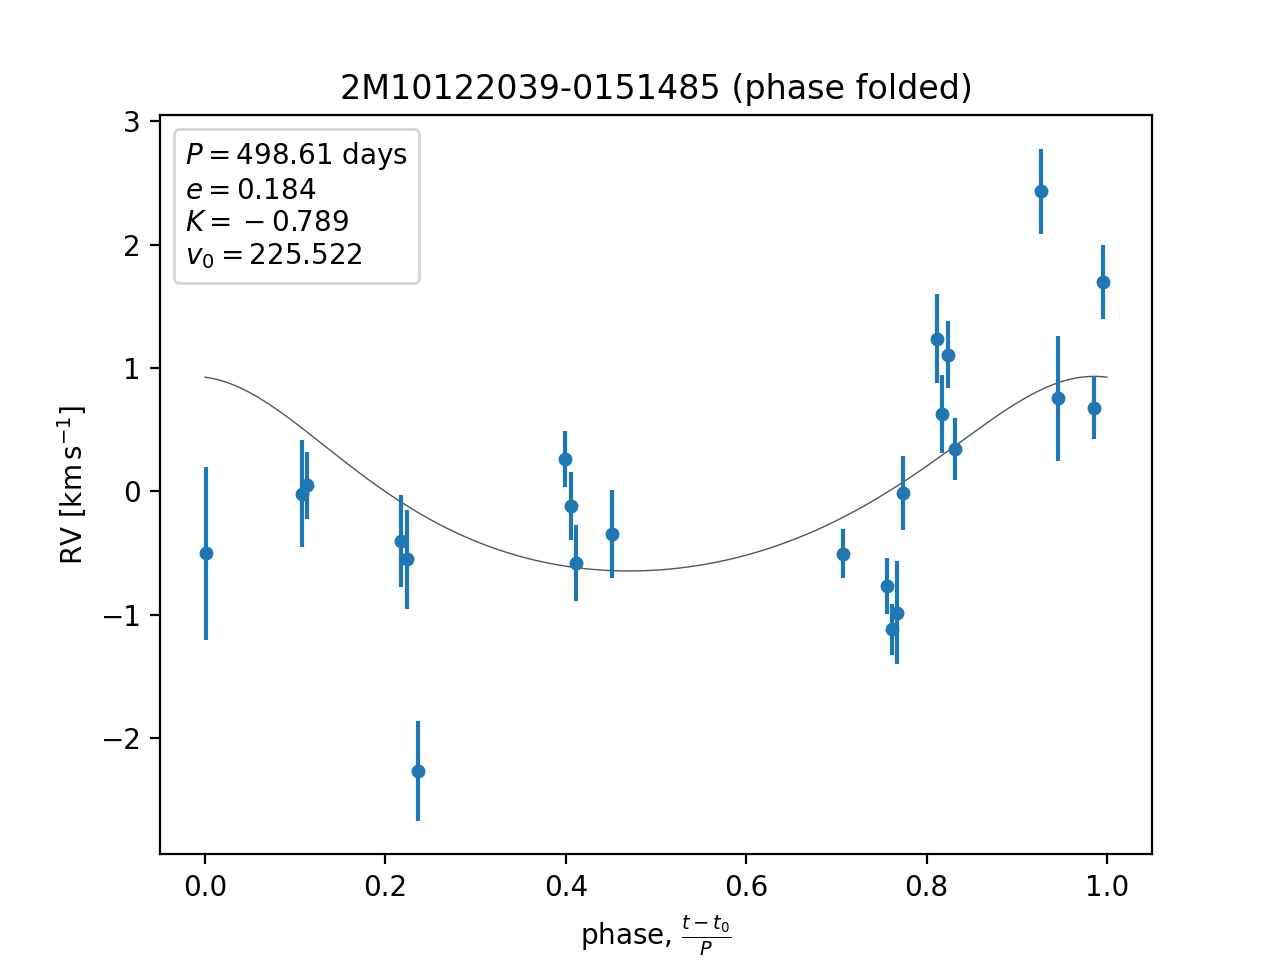 2M10122039-0151485 (phase folded)
P = 498.61 days
e = 0.184
K = −0.789
v₀ = 225.522
3
2
1
0
−1
−2
RV [km s⁻¹]
0.0 0.2 0.4 0.6 0.8 1.0
phase, (t − t₀)/P